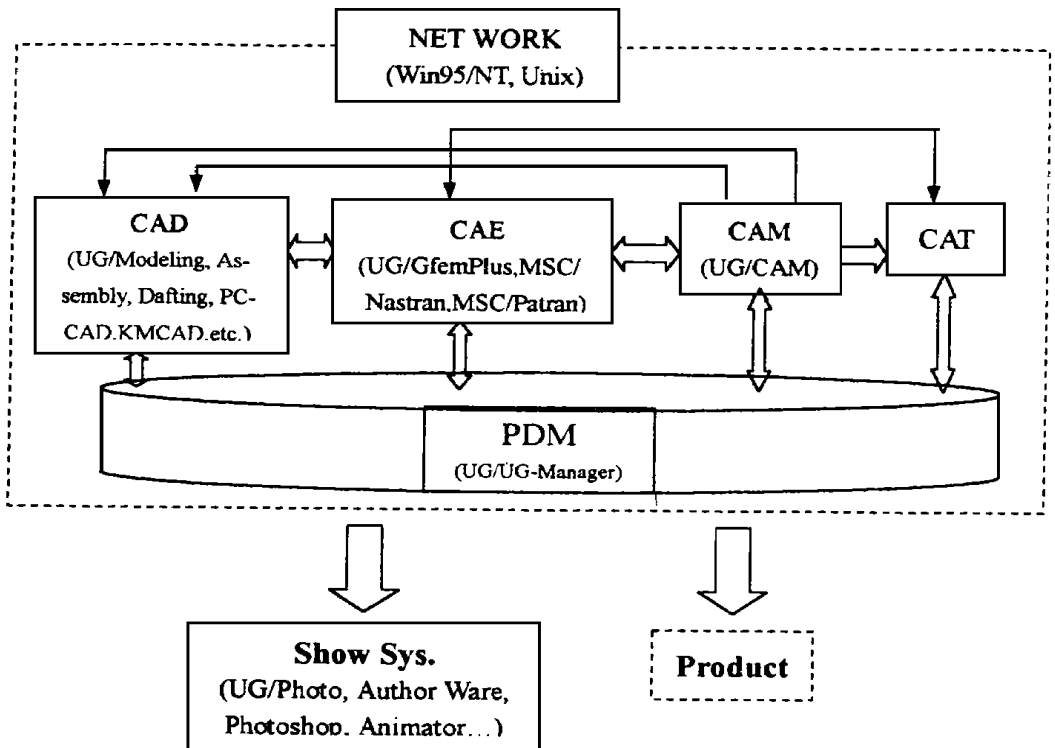 NET WORK
(Win95/NT, Unix)
CAD
(UG/Modeling, As-
sembly, Dafting, PC-
CAD,KMCAD,etc.)
CAE
(UG/GfemPlus,MSC/
Nastran,MSC/Patran)
CAM
(UG/CAM)
CAT
PDM
(UG/UG-Manager)
Show Sys.
(UG/Photo, Author Ware,
Photoshop, Animator…)
Product